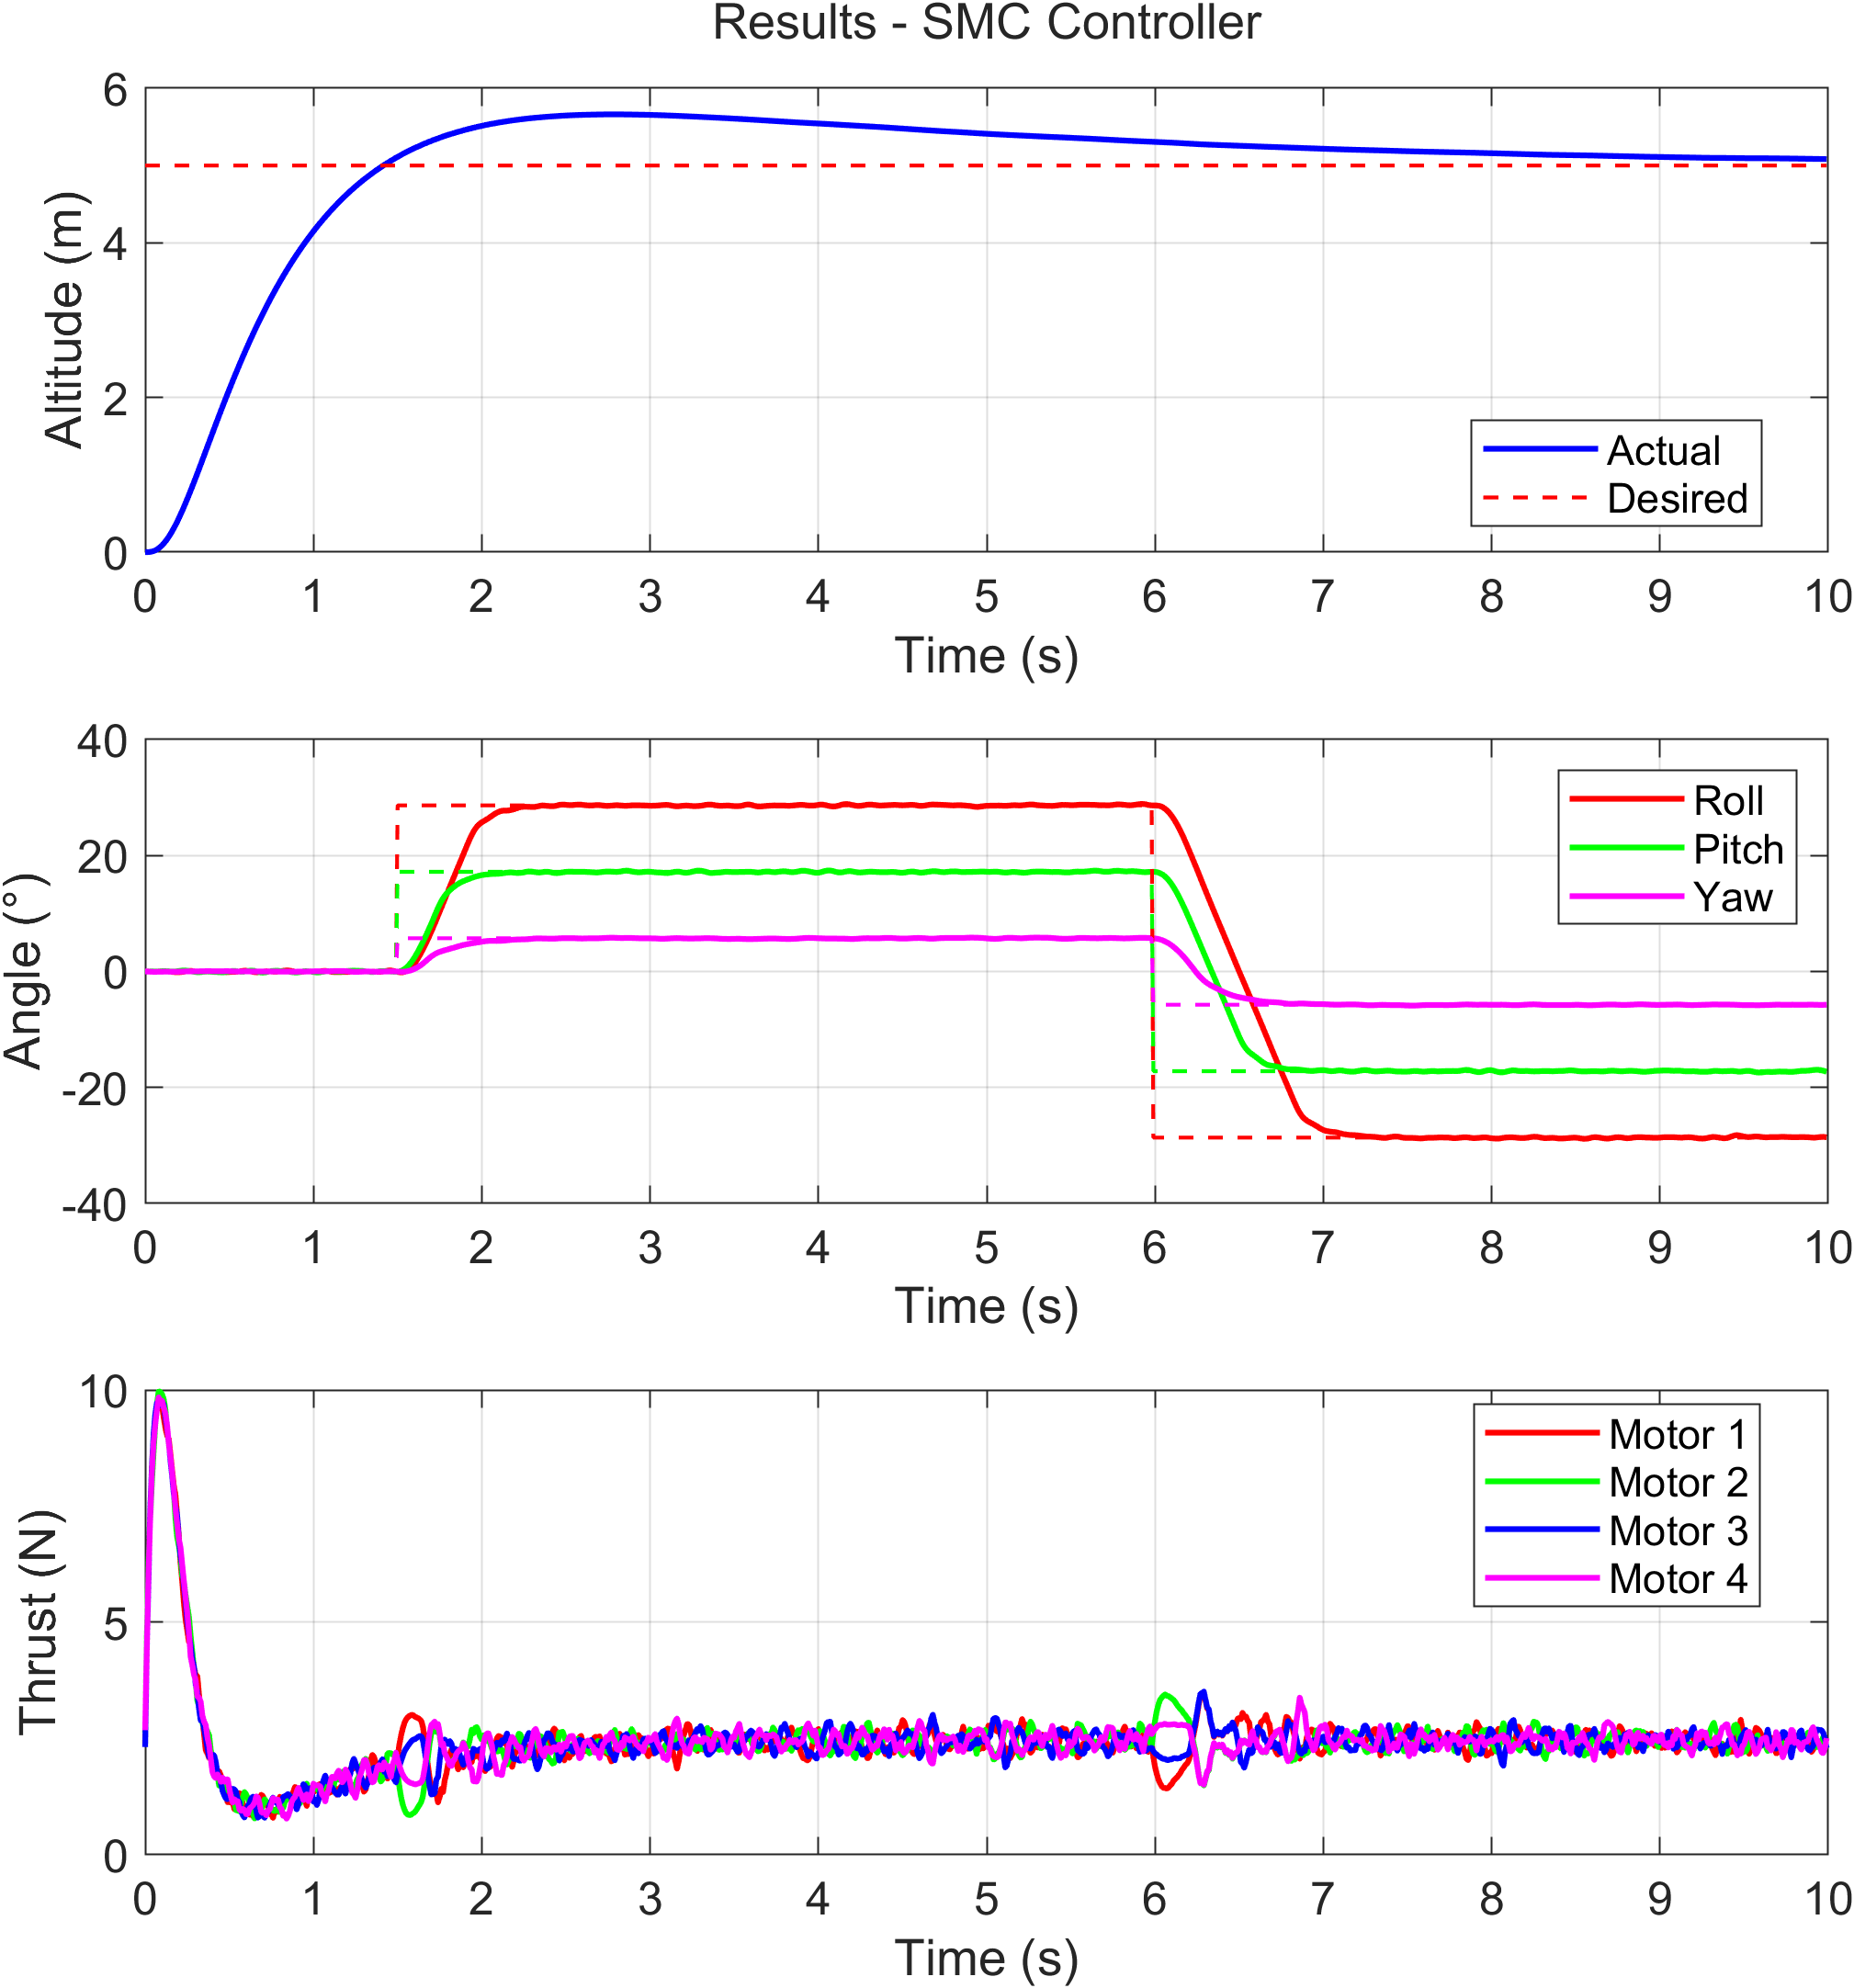 Results - SMC Controller
6
4
2
0
Altitude (m)
Actual
Desired
0 1 2 3 4 5 6 7 8 9 10
Time (s)
40
20
0
-20
-40
Angle (°)
Roll
Pitch
Yaw
0 1 2 3 4 5 6 7 8 9 10
Time (s)
10
5
0
Thrust (N)
Motor 1
Motor 2
Motor 3
Motor 4
0 1 2 3 4 5 6 7 8 9 10
Time (s)